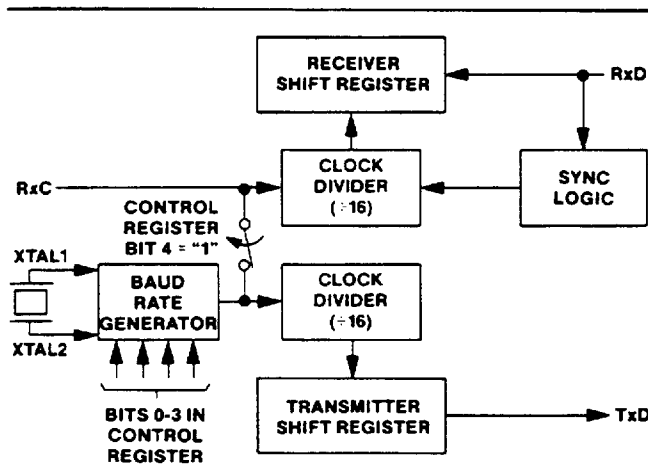 RECEIVER
SHIFT REGISTER
RxD
RxC
CLOCK
DIVIDER
(÷16)
SYNC
LOGIC
CONTROL
REGISTER
BIT 4 = "1"
XTAL1
XTAL2
BAUD
RATE
GENERATOR
CLOCK
DIVIDER
(÷16)
BITS 0-3 IN
CONTROL
REGISTER
TRANSMITTER
SHIFT REGISTER
TxD